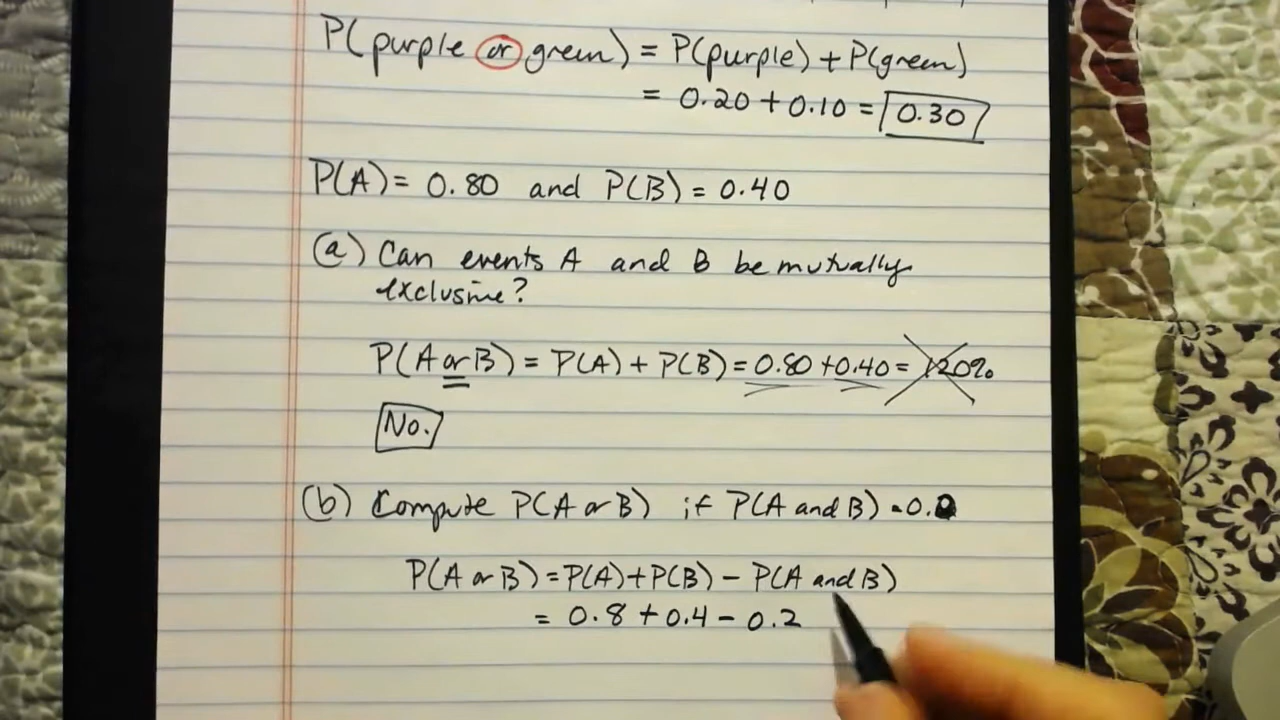 P(purple or green) = P(purple) + P(green)
= 0.20 + 0.10 = 0.30
P(A) = 0.80 and P(B) = 0.40
(a) Can events A and B be mutually
exclusive?
P(A or B) = P(A) + P(B) = 0.80 + 0.40 = 120%
No.
(b) Compute P(A or B) if P(A and B) = 0.
P(A or B) = P(A) + P(B) - P(A and B)
= 0.8 + 0.4 - 0.2